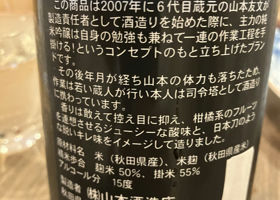 この商品は2007年に6代目蔵元の山本友文が
製造責任者として酒造りを始めた際に、主力の純
米吟醸は自身の勉強も兼ねて一連の作業工程を手
掛ける!というコンセプトのもと立ち上げたブラン
ドです。
その後年月が経ち山本の体力も落ちたため、
作業は若い蔵人が行い本人は司令塔として酒造り
に携わっています。
香りは敢えて控え目に抑え、柑橘系のフルーツ
を連想させるジューシーな酸味と、日本刀のよう
な鋭いキレ味をイメージして造りました。
原材料名 米(秋田県産)、米麹(秋田県産)
精米歩合 麹米50%、掛米55%
アルコール分 15度
製造者 ㈱山本酒造店
秋田県